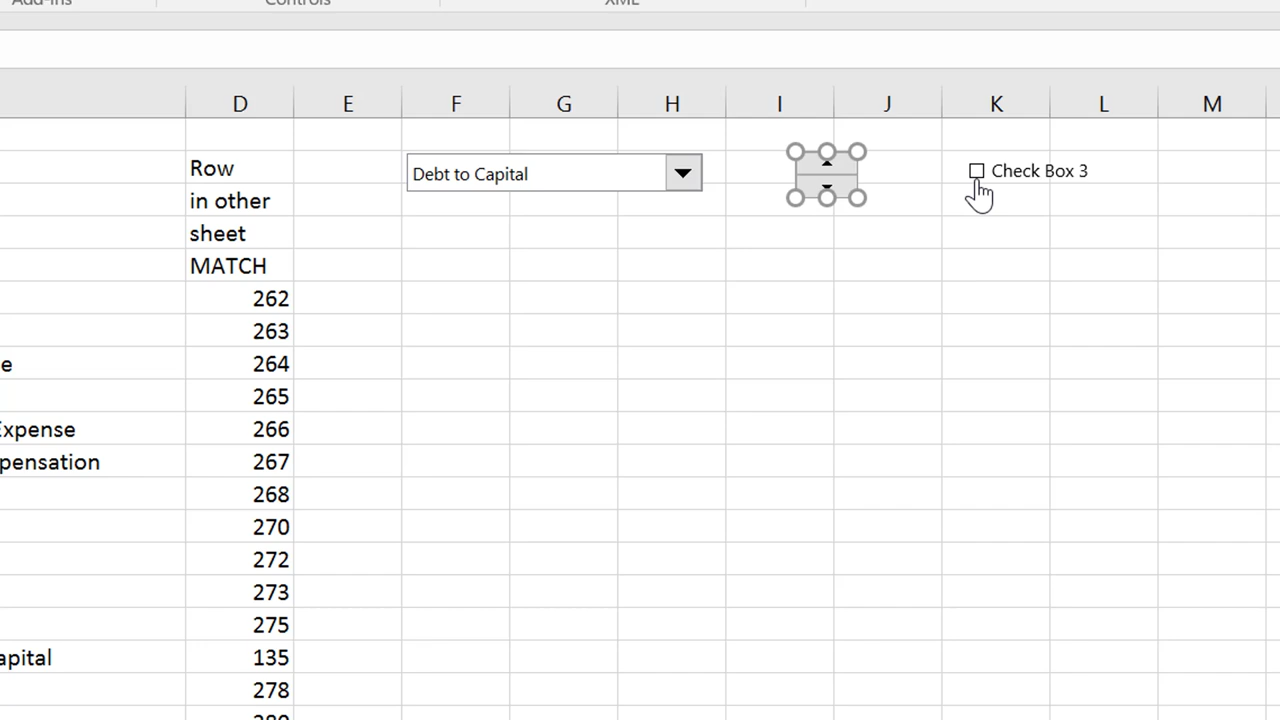 Add-ins Controls XML
D E F G H I J K L M
Row
Debt to Capital
Check Box 3
in other
sheet
MATCH
262
263
e 264
265
Expense 266
pensation 267
268
270
272
273
275
apital 135
278
280